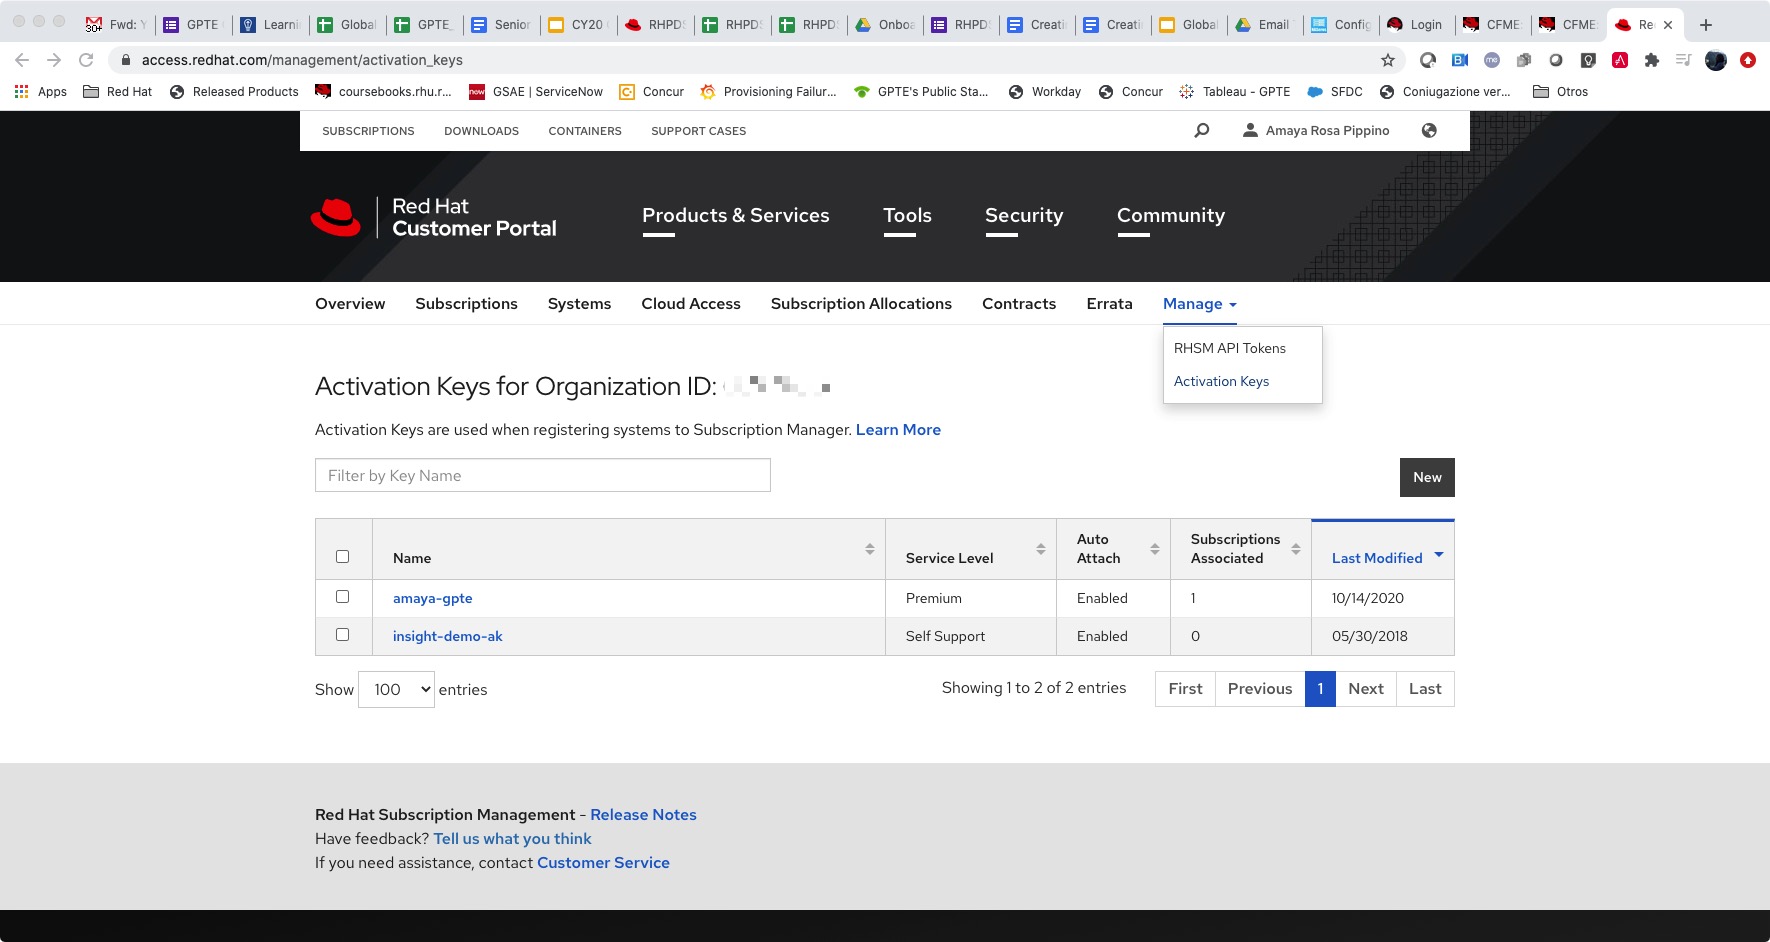 30+
Fwd: Y
GPTE
Learni
Global
GPTE_
Senior
CY20
RHPDS
RHPD
RHPD
Onboa
RHPD
Creati
Creati
Global
Email
Config
Login
CFME
CFME
Re
access.redhat.com/management/activation_keys
Apps
Red Hat
Released Products
coursebooks.rhu.r...
now
GSAE | ServiceNow
Concur
Provisioning Failur...
GPTE's Public Sta...
Workday
Concur
Tableau - GPTE
SFDC
Coniugazione ver...
Otros
SUBSCRIPTIONS
DOWNLOADS
CONTAINERS
SUPPORT CASES
Amaya Rosa Pippino
Red Hat
Customer Portal
Products & Services
Tools
Security
Community
Overview
Subscriptions
Systems
Cloud Access
Subscription Allocations
Contracts
Errata
Manage
RHSM API Tokens
Activation Keys
Activation Keys for Organization ID:
Activation Keys are used when registering systems to Subscription Manager. Learn More
Filter by Key Name
New
Name
Service Level
Auto Attach
Subscriptions Associated
Last Modified
amaya-gpte
Premium
Enabled
1
10/14/2020
insight-demo-ak
Self Support
Enabled
0
05/30/2018
Show 100 entries
Showing 1 to 2 of 2 entries
First
Previous
1
Next
Last
Red Hat Subscription Management - Release Notes
Have feedback? Tell us what you think
If you need assistance, contact Customer Service